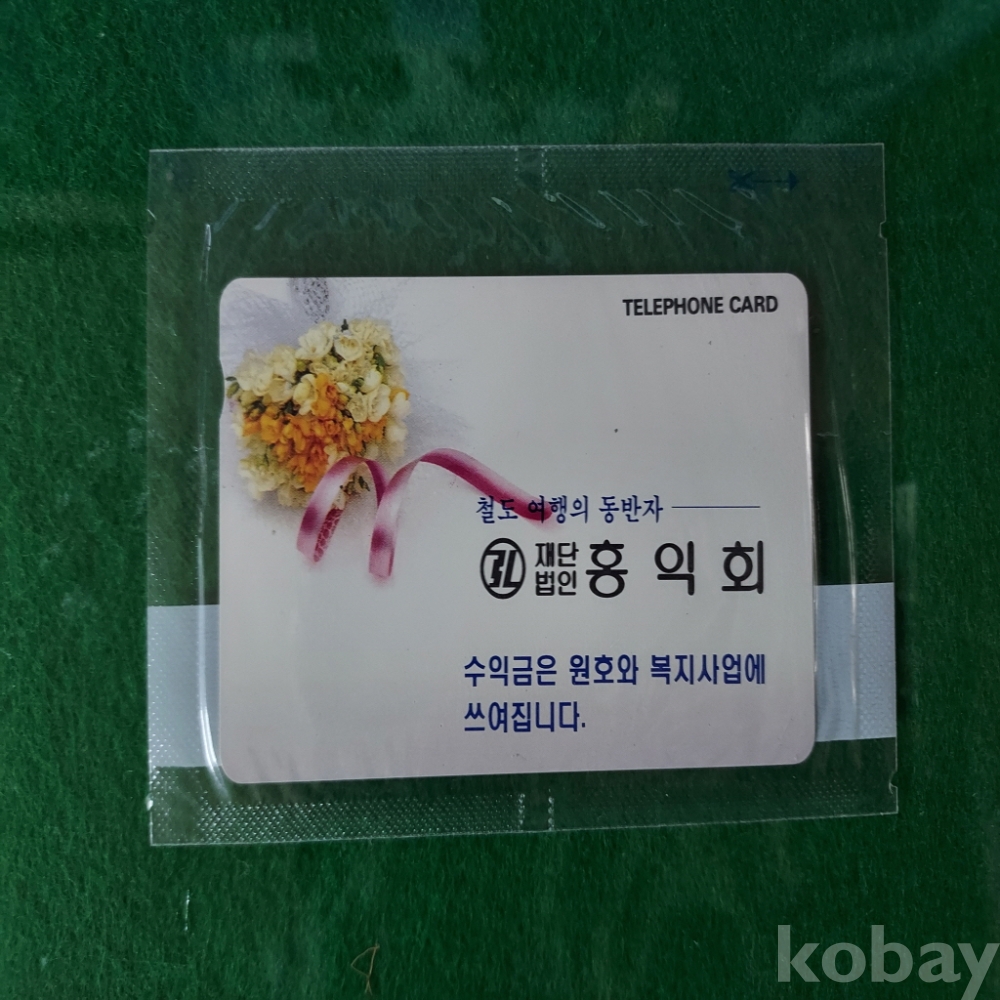 TELEPHONE CARD
철도 여행의 동반자
재단
법인 홍익회
수익금은 원호와 복지사업에
쓰여집니다.
kobay